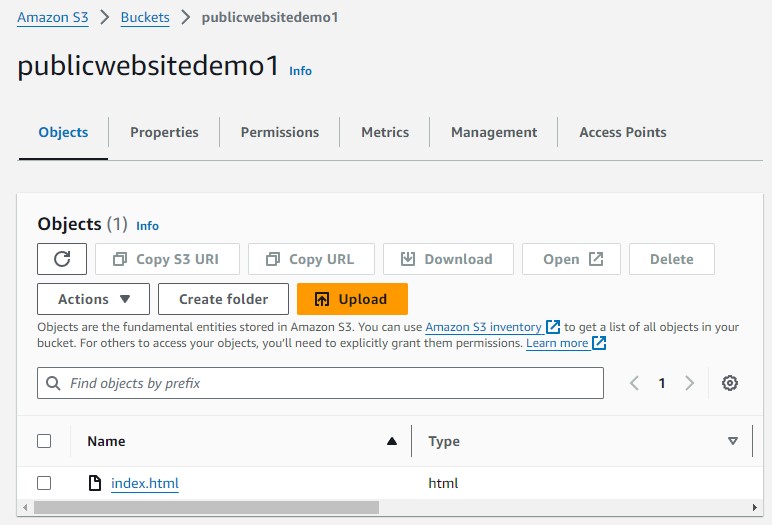 Amazon S3 > Buckets > publicwebsitedemo1
publicwebsitedemo1 Info
Objects Properties Permissions Metrics Management Access Points
Objects (1) Info
Copy S3 URI Copy URL Download Open Delete
Actions Create folder Upload
Objects are the fundamental entities stored in Amazon S3. You can use Amazon S3 inventory to get a list of all objects in your
bucket. For others to access your objects, you'll need to explicitly grant them permissions. Learn more
Find objects by prefix 1
Name Type
index.html html